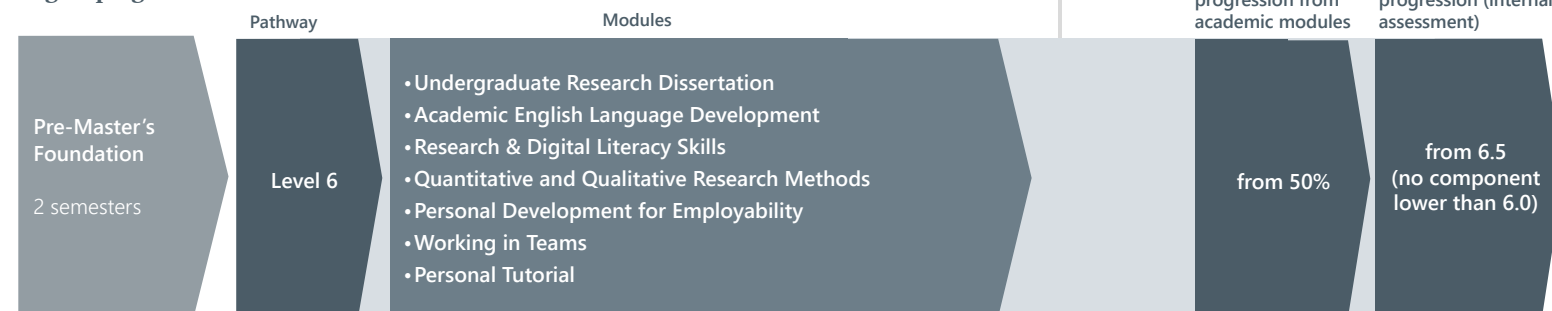 Pathway
Modules
progression from
academic modules
progression (internal
assessment)
Pre-Master’s
Foundation
2 semesters
Level 6
•Undergraduate Research Dissertation
•Academic English Language Development
•Research & Digital Literacy Skills
•Quantitative and Qualitative Research Methods
•Personal Development for Employability
•Working in Teams
•Personal Tutorial
from 50%
from 6.5
(no component
lower than 6.0)